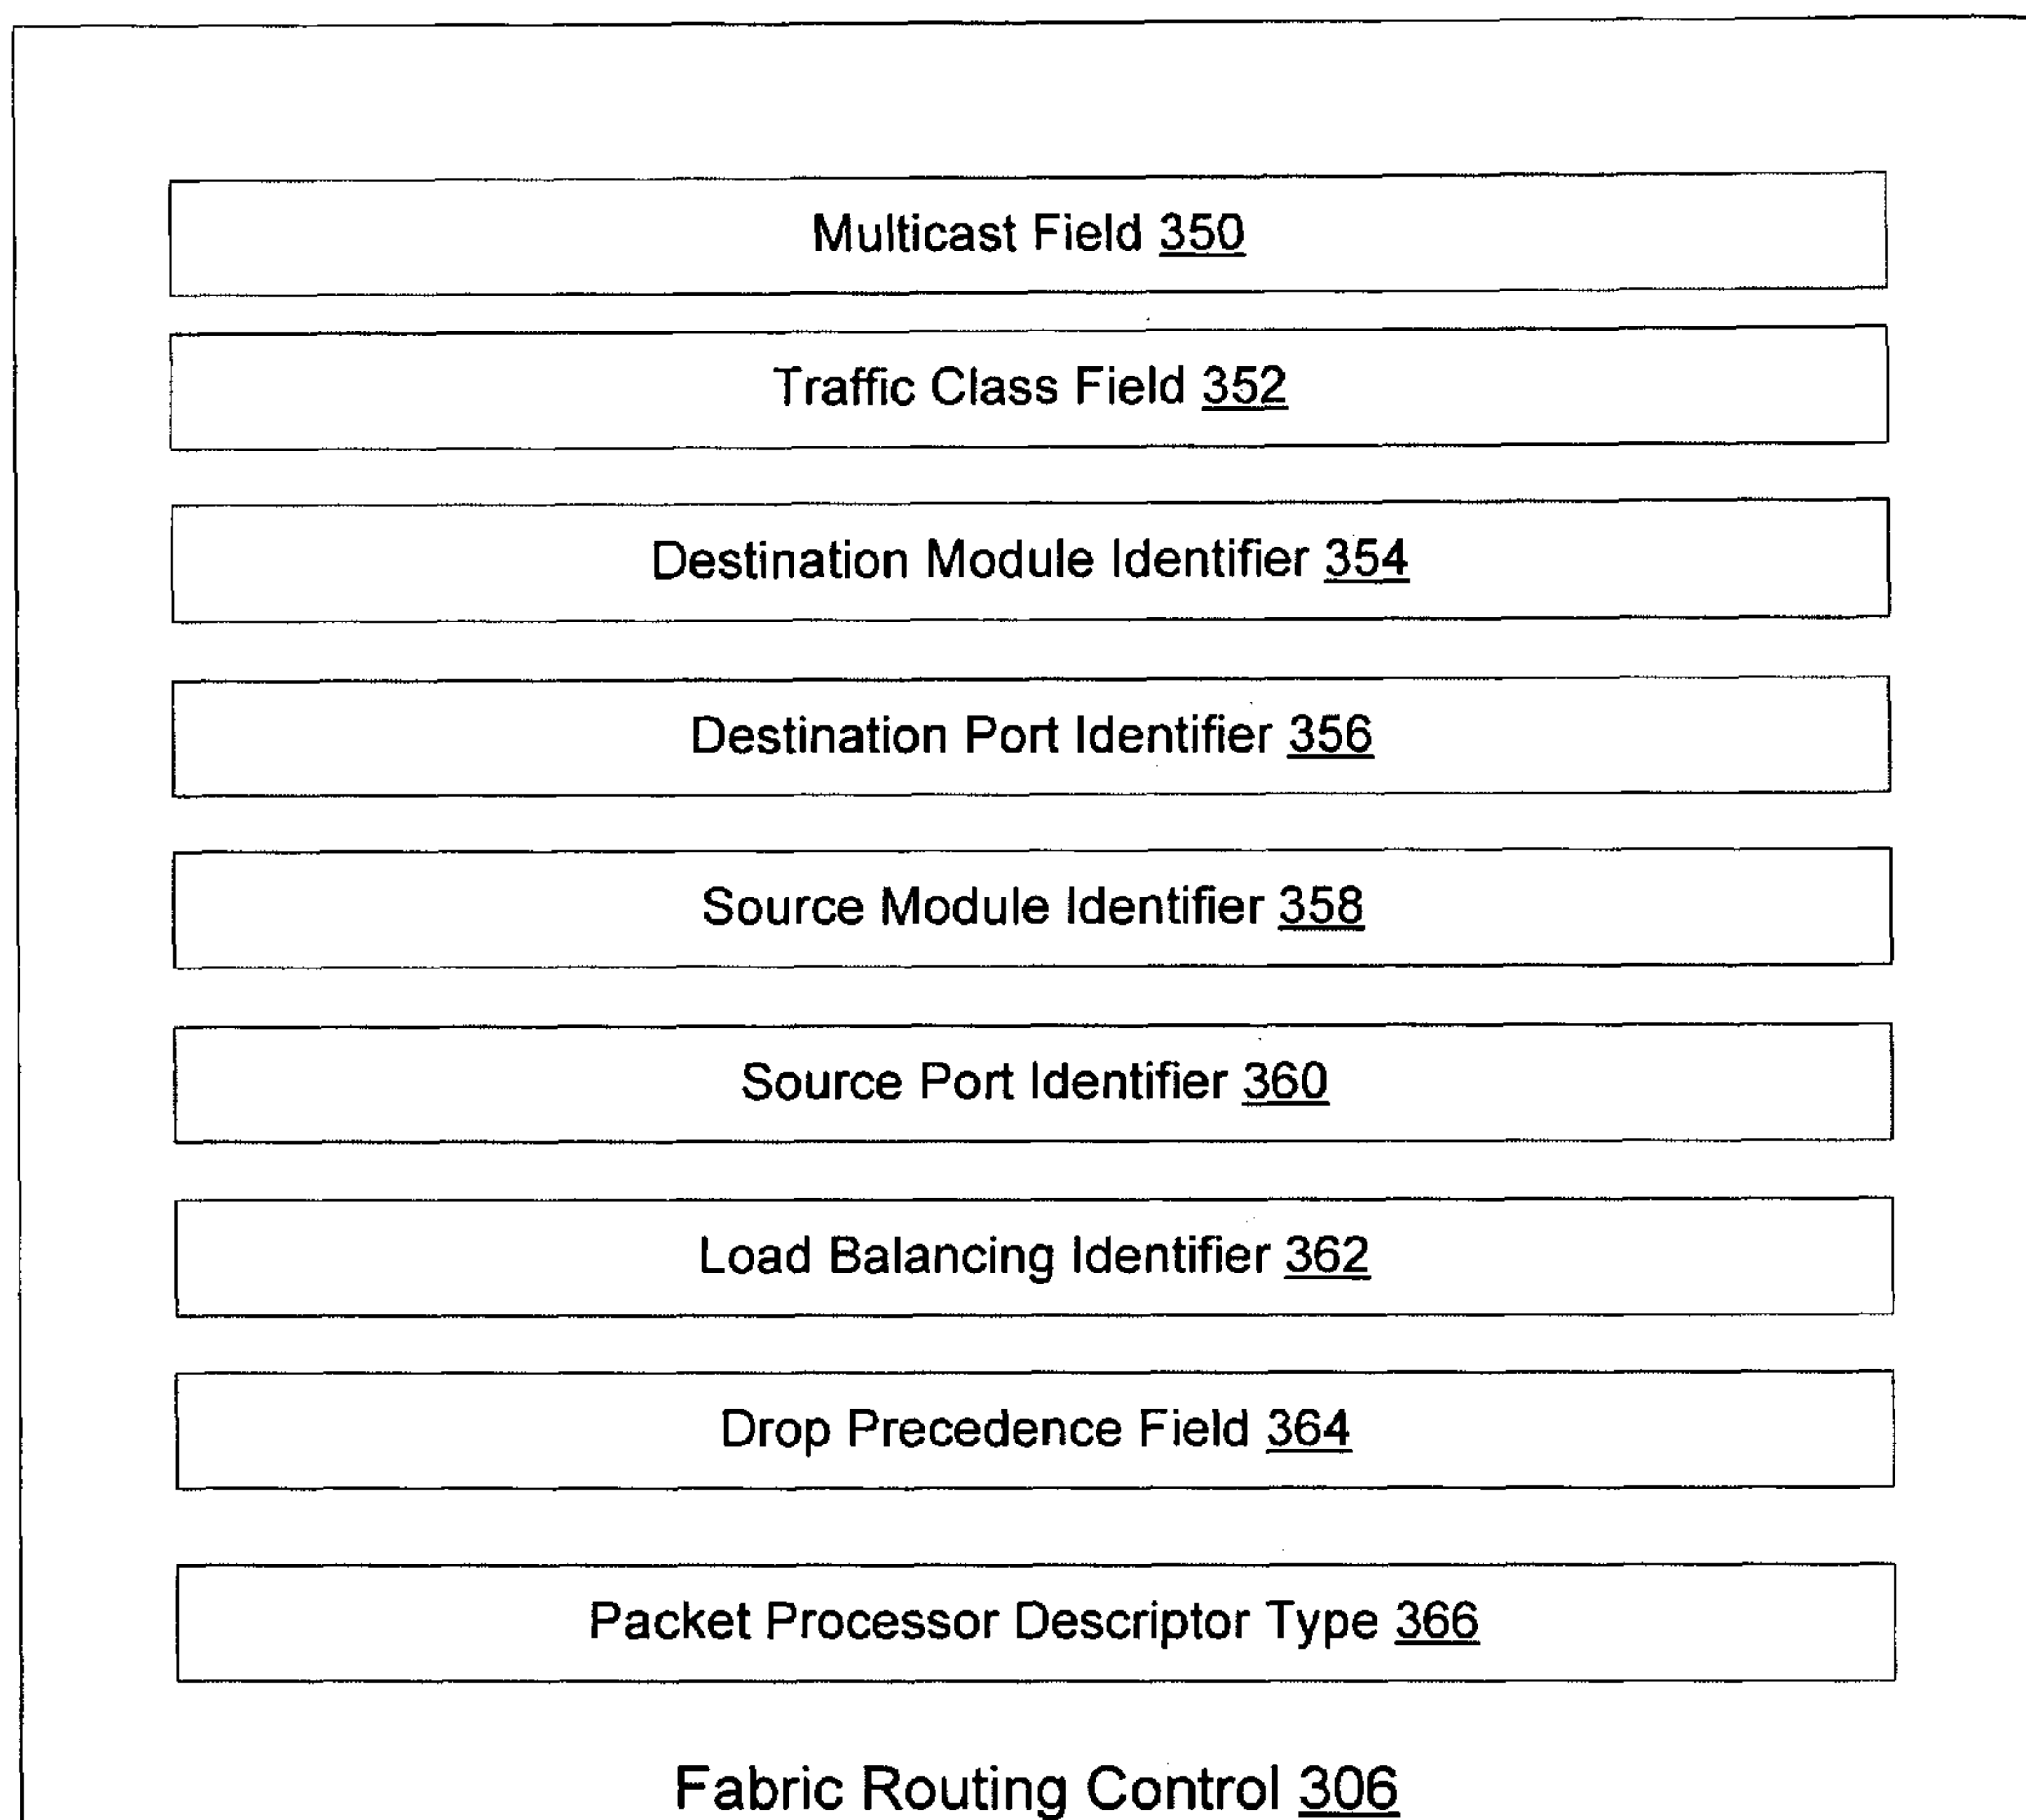 Multicast Field 350
Traffic Class Field 352
Destination Module Identifier 354
Destination Port Identifier 356
Source Module Identifier 358
Source Port Identifier 360
Load Balancing Identifier 362
Drop Precedence Field 364
Packet Processor Descriptor Type 366
Fabric Routing Control 306